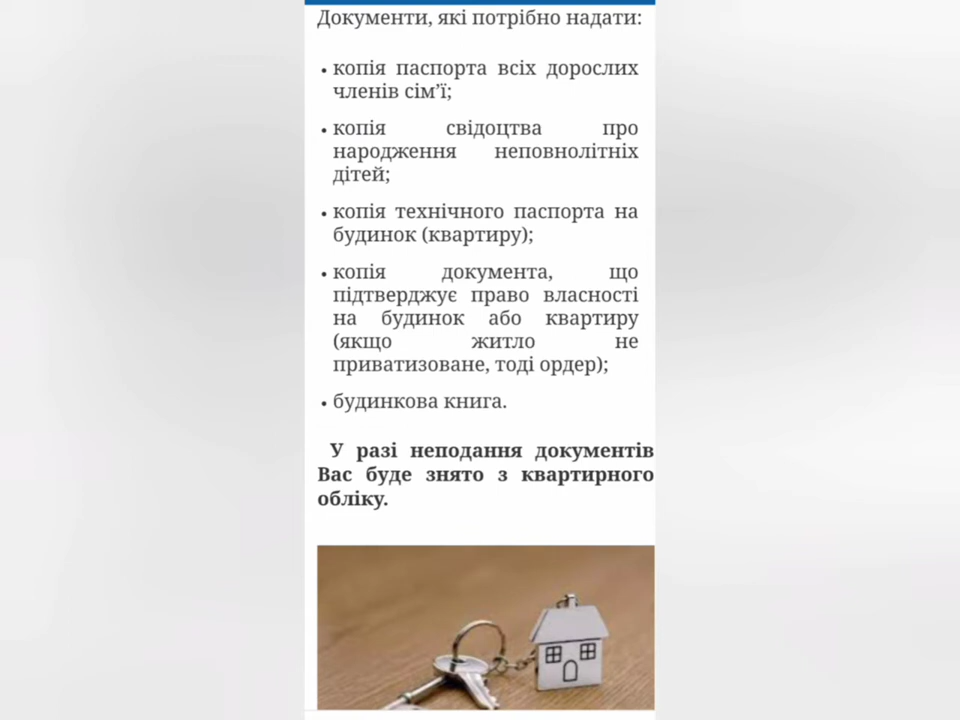 Документи, які потрібно надати:
• копія паспорта всіх дорослих
членів сім’ї;
• копія свідоцтва про
народження неповнолітніх
дітей;
• копія технічного паспорта на
будинок (квартиру);
• копія документа, що
підтверджує право власності
на будинок або квартиру
(якщо житло не
приватизоване, тоді ордер);
• будинкова книга.
У разі неподання документів
Вас буде знято з квартирного
обліку.